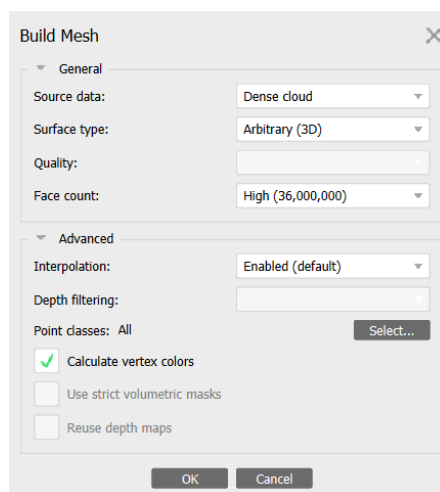 Build Mesh
General
Source data: Dense cloud
Surface type: Arbitrary (3D)
Quality:
Face count: High (36,000,000)
Advanced
Interpolation: Enabled (default)
Depth filtering:
Point classes: All Select...
Calculate vertex colors
Use strict volumetric masks
Reuse depth maps
OK Cancel